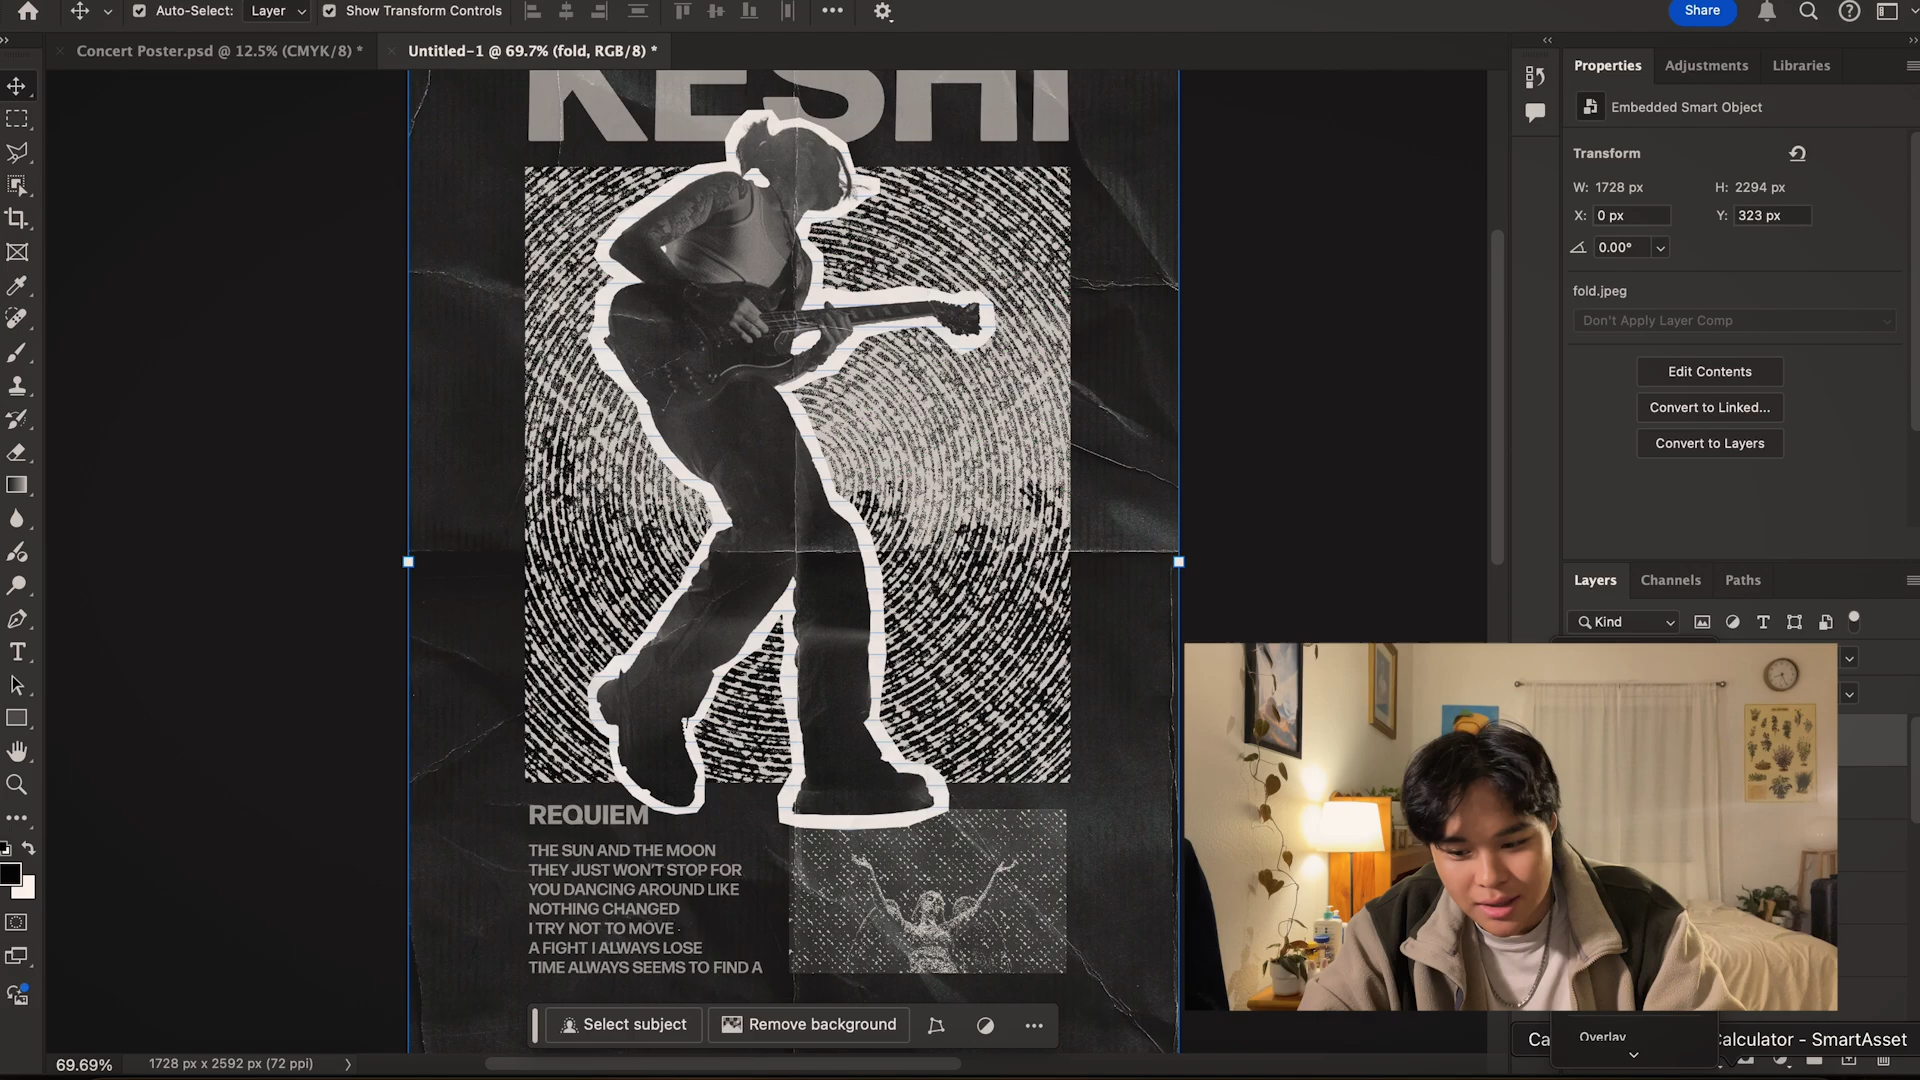 Auto-Select:
Layer
Show Transform Controls
Share
Concert Poster.psd @ 12.5% (CMYK/8) *
Untitled-1 @ 69.7% (fold, RGB/8) *
KESHI
REQUIEM
THE SUN AND THE MOON
THEY JUST WON'T STOP FOR
YOU DANCING AROUND LIKE
NOTHING CHANGED
I TRY NOT TO MOVE
A FIGHT I ALWAYS LOSE
TIME ALWAYS SEEMS TO FIND A
Select subject
Remove background
69.69%
1728 px x 2592 px (72 ppi)
Properties
Adjustments
Libraries
Embedded Smart Object
Transform
W: 1728 px
H: 2294 px
X: 0 px
Y: 323 px
0.00°
fold.jpeg
Don't Apply Layer Comp
Edit Contents
Convert to Linked...
Convert to Layers
Layers
Channels
Paths
Kind
Ca
Overlay
alculator - SmartAsset